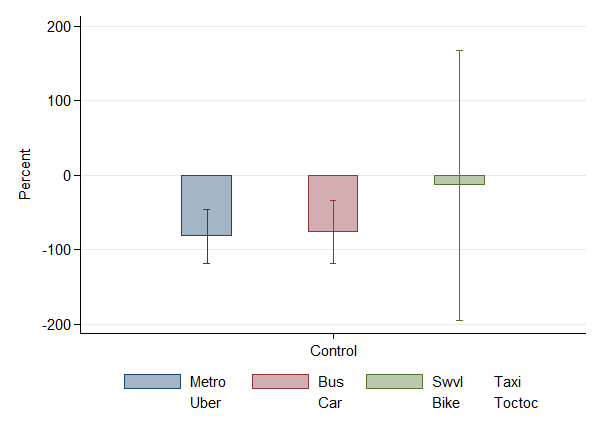 200
100
0
-100
-200
Percent
Control
Metro Bus Swvl Taxi
Uber Car Bike Toctoc